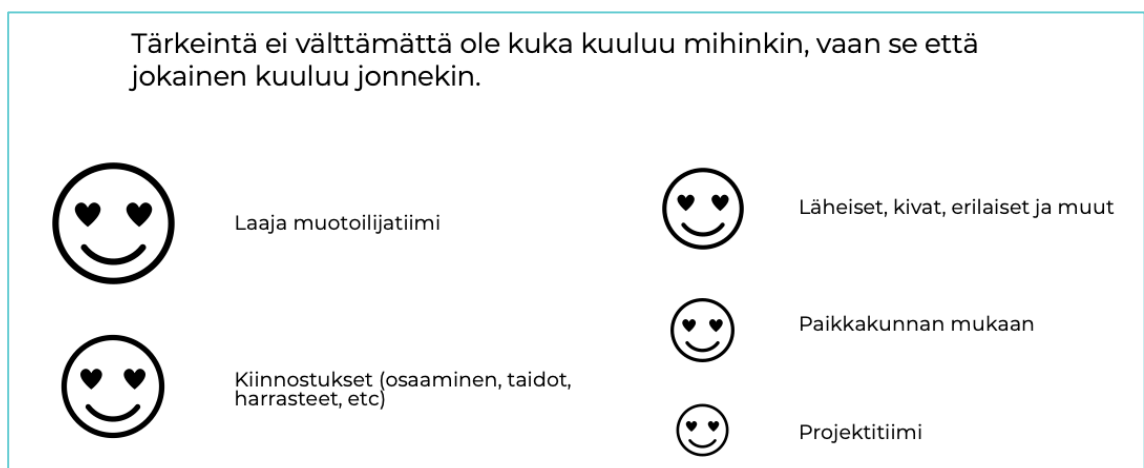 Tärkeintä ei välttämättä ole kuka kuuluu mihinkin, vaan se että
jokainen kuuluu jonnekin.
Laaja muotoilijatiimi
Kiinnostukset (osaaminen, taidot,
harrasteet, etc)
Läheiset, kivat, erilaiset ja muut
Paikkakunnan mukaan
Projektitiimi